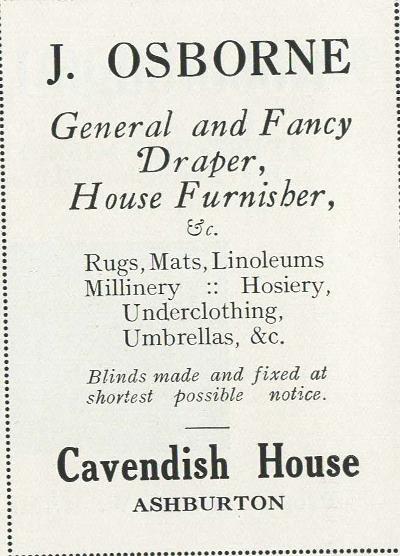 J. OSBORNE
General and Fancy
Draper,
House Furnisher,
&c.
Rugs, Mats, Linoleums
Millinery :: Hosiery,
Underclothing,
Umbrellas, &c.
Blinds made and fixed at
shortest possible notice.
Cavendish House
ASHBURTON